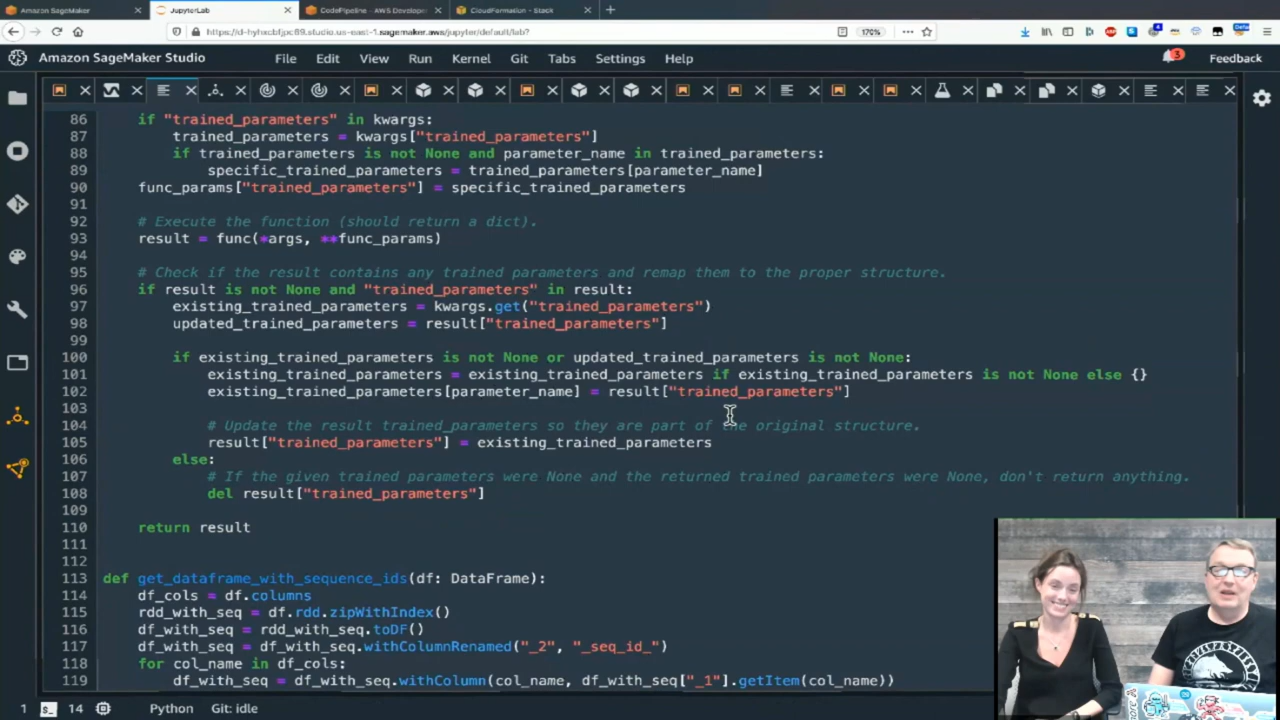 Amazon SageMaker
JupyterLab
CodePipeline - AWS Developer
CloudFormation - Stack
sagemaker.aws/jupyter/default/lab?
170%
Amazon SageMaker Studio
File Edit View Run Kernel Git Tabs Settings Help
3
Feedback
86 if "trained_parameters" in kwargs:
87 trained_parameters = kwargs["trained_parameters"]
88 if trained_parameters is not None and parameter_name in trained_parameters:
89 specific_trained_parameters = trained_parameters[parameter_name]
90 func_params["trained_parameters"] = specific_trained_parameters
91
92 # Execute the function (should return a dict).
93 result = func(*args, **func_params)
94
95 # Check if the result contains any trained parameters and remap them to the proper structure.
96 if result is not None and "trained_parameters" in result:
97 existing_trained_parameters = kwargs.get("trained_parameters")
98 updated_trained_parameters = result["trained_parameters"]
99
100 if existing_trained_parameters is not None or updated_trained_parameters is not None:
101 existing_trained_parameters = existing_trained_parameters if existing_trained_parameters is not None else {}
102 existing_trained_parameters[parameter_name] = result["trained_parameters"]
103
104 # Update the result trained_parameters so they are part of the original structure.
105 result["trained_parameters"] = existing_trained_parameters
106 else:
107 # If the given trained parameters were None and the returned trained parameters were None, don't return anything.
108 del result["trained_parameters"]
109
110 return result
111
112
113 def get_dataframe_with_sequence_ids(df: DataFrame):
114 df_cols = df.columns
115 rdd_with_seq = df.rdd.zipWithIndex()
116 df_with_seq = rdd_with_seq.toDF()
117 df_with_seq = df_with_seq.withColumnRenamed("_2", "_seq_id_")
118 for col_name in df_cols:
119 df_with_seq = df_with_seq.withColumn(col_name, df_with_seq["_1"].getItem(col_name))
1 14 Python Git: idle